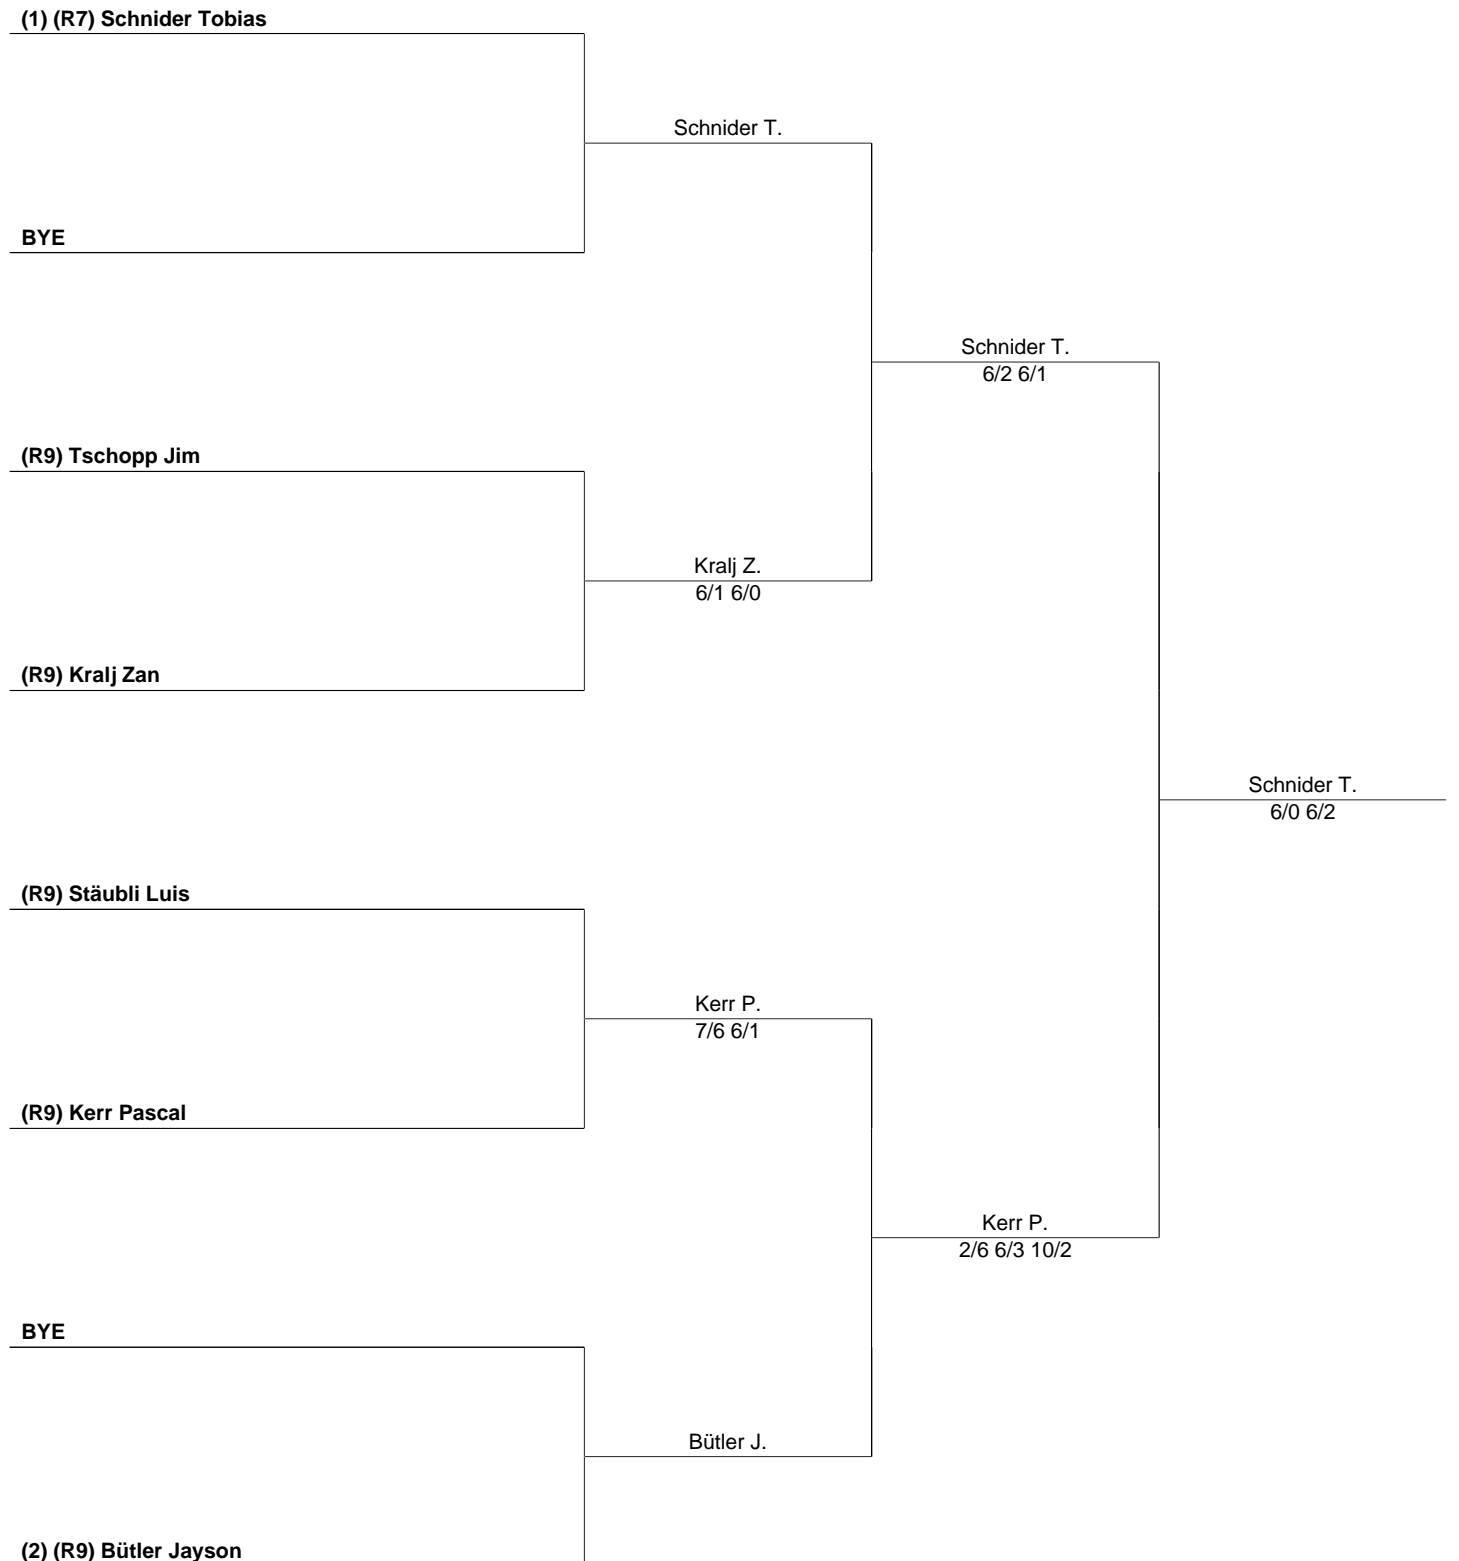 (1) (R7) Schnider Tobias
Schnider T.
BYE
Schnider T.
6/2 6/1
(R9) Tschopp Jim
Kralj Z.
6/1 6/0
(R9) Kralj Zan
Schnider T.
6/0 6/2
(R9) Stäubli Luis
Kerr P.
7/6 6/1
(R9) Kerr Pascal
Kerr P.
2/6 6/3 10/2
BYE
Bütler J.
(2) (R9) Bütler Jayson